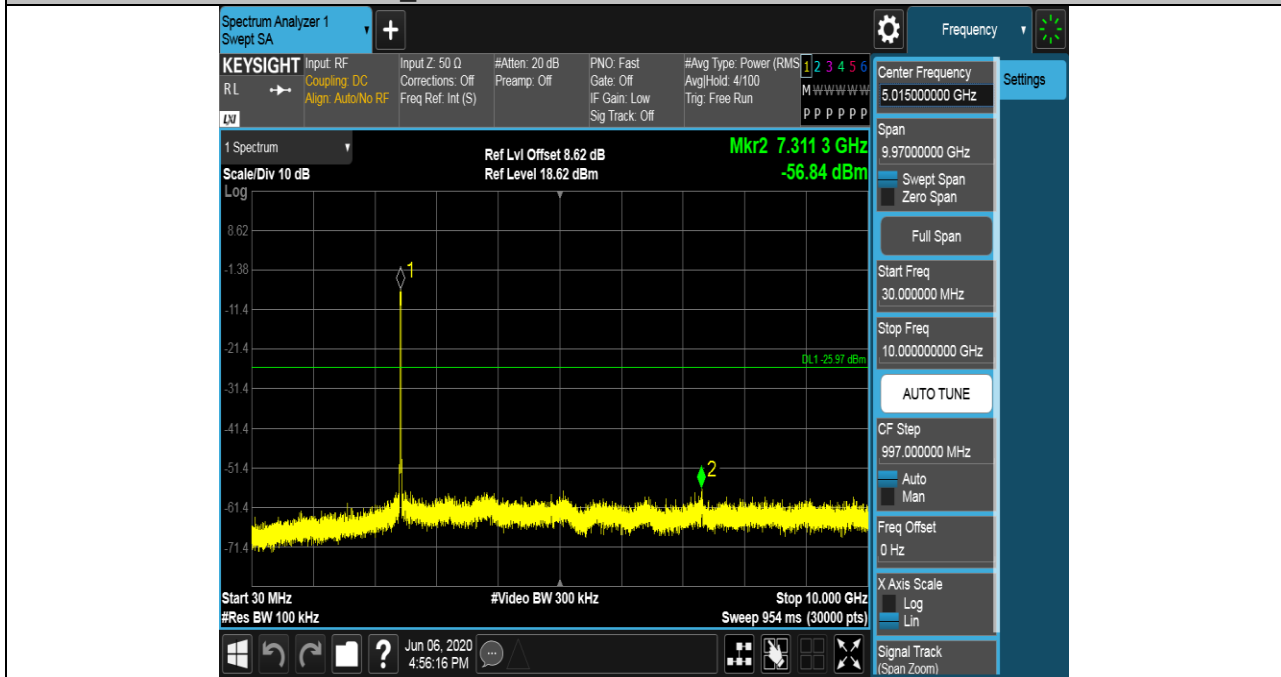 Spectrum Analyzer 1
Swept SA
+
Frequency
KEYSIGHT
RL
LXI
Input: RF
Coupling: DC
Align: Auto/No RF
Input Z: 50 Ω
Corrections: Off
Freq Ref: Int (S)
#Atten: 20 dB
Preamp: Off
PNO: Fast
Gate: Off
IF Gain: Low
Sig Track: Off
#Avg Type: Power (RMS
Avg|Hold: 4/100
Trig: Free Run
1 2 3 4 5 6
M W W W W W
P P P P P P
1 Spectrum
Scale/Div 10 dB
Ref Lvl Offset 8.62 dB
Ref Level 18.62 dBm
Mkr2 7.311 3 GHz
-56.84 dBm
Log
8.62
-1.38
-11.4
-21.4
-31.4
-41.4
-51.4
-61.4
-71.4
1
DL1 -25.97 dBm
2
Start 30 MHz
#Res BW 100 kHz
#Video BW 300 kHz
Stop 10.000 GHz
Sweep 954 ms (30000 pts)
Center Frequency
5.015000000 GHz
Settings
Span
9.97000000 GHz
Swept Span
Zero Span
Full Span
Start Freq
30.000000 MHz
Stop Freq
10.000000000 GHz
AUTO TUNE
CF Step
997.000000 MHz
Auto
Man
Freq Offset
0 Hz
X Axis Scale
Log
Lin
Signal Track
(Span Zoom)
?
Jun 06, 2020
4:56:16 PM